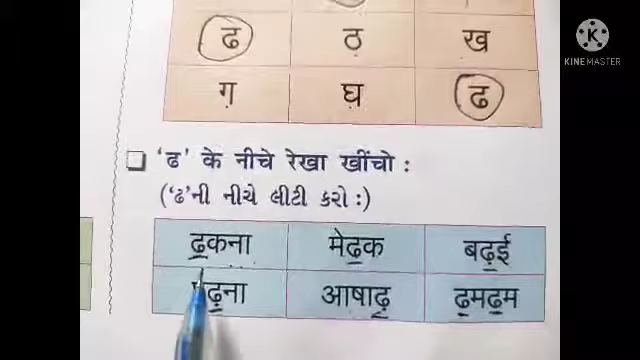 ढ ठ ख
ग़ घ ढ
'ढ' के नीचे रेखा खींचो :
('ઢ'ની નીચે લીટી કરો :)
ढ़कना मेढ़क बढ़ई
आषाढ़ ढ़मढ़म
KINEMASTER